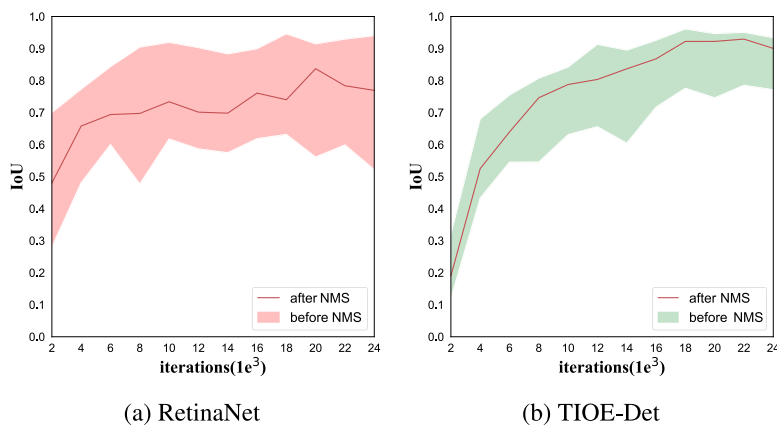 1.0
0.9
0.8
0.7
0.6
0.5
0.4
0.3
0.2
0.1
0.0
IoU
after NMS
before NMS
2 4 6 8 10 12 14 16 18 20 22 24
iterations(1e³)
(a) RetinaNet
1.0
0.9
0.8
0.7
0.6
0.5
0.4
0.3
0.2
0.1
0.0
IoU
after NMS
before NMS
2 4 6 8 10 12 14 16 18 20 22 24
iterations(1e³)
(b) TIOE-Det